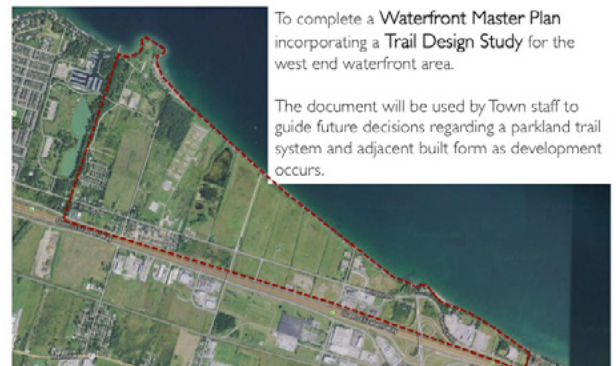 To complete a Waterfront Master Plan
incorporating a Trail Design Study for the
west end waterfront area.
The document will be used by Town staff to
guide future decisions regarding a parkland trail
system and adjacent built form as development
occurs.